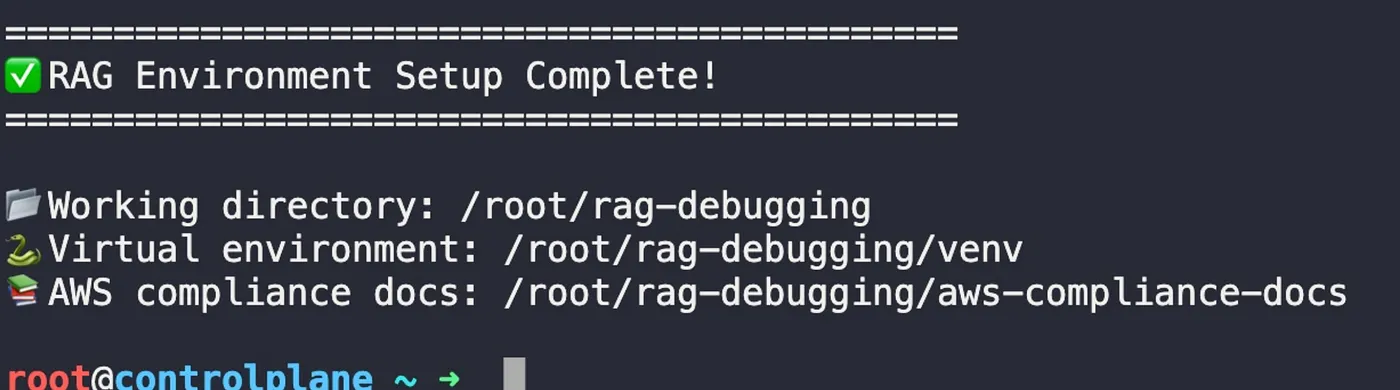 ============================================
✅ RAG Environment Setup Complete!
============================================
📁 Working directory: /root/rag-debugging
🐍 Virtual environment: /root/rag-debugging/venv
📚 AWS compliance docs: /root/rag-debugging/aws-compliance-docs
root@controlplane ~ ➜